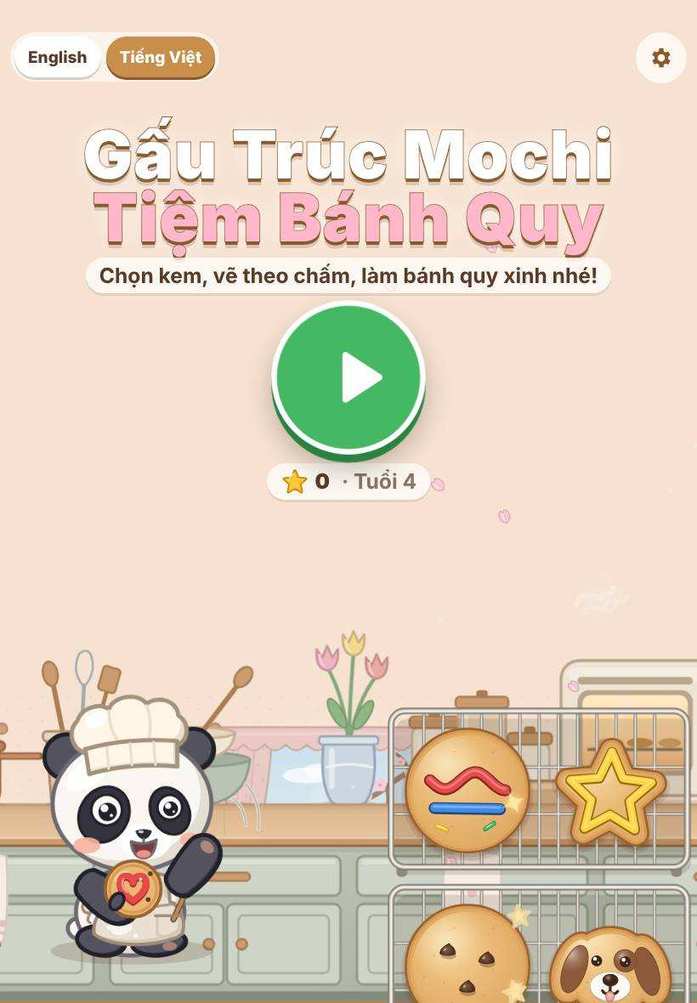 English
Tiếng Việt
Gấu Trúc Mochi
Tiệm Bánh Quy
Chọn kem, vẽ theo chấm, làm bánh quy xinh nhé!
0 · Tuổi 4